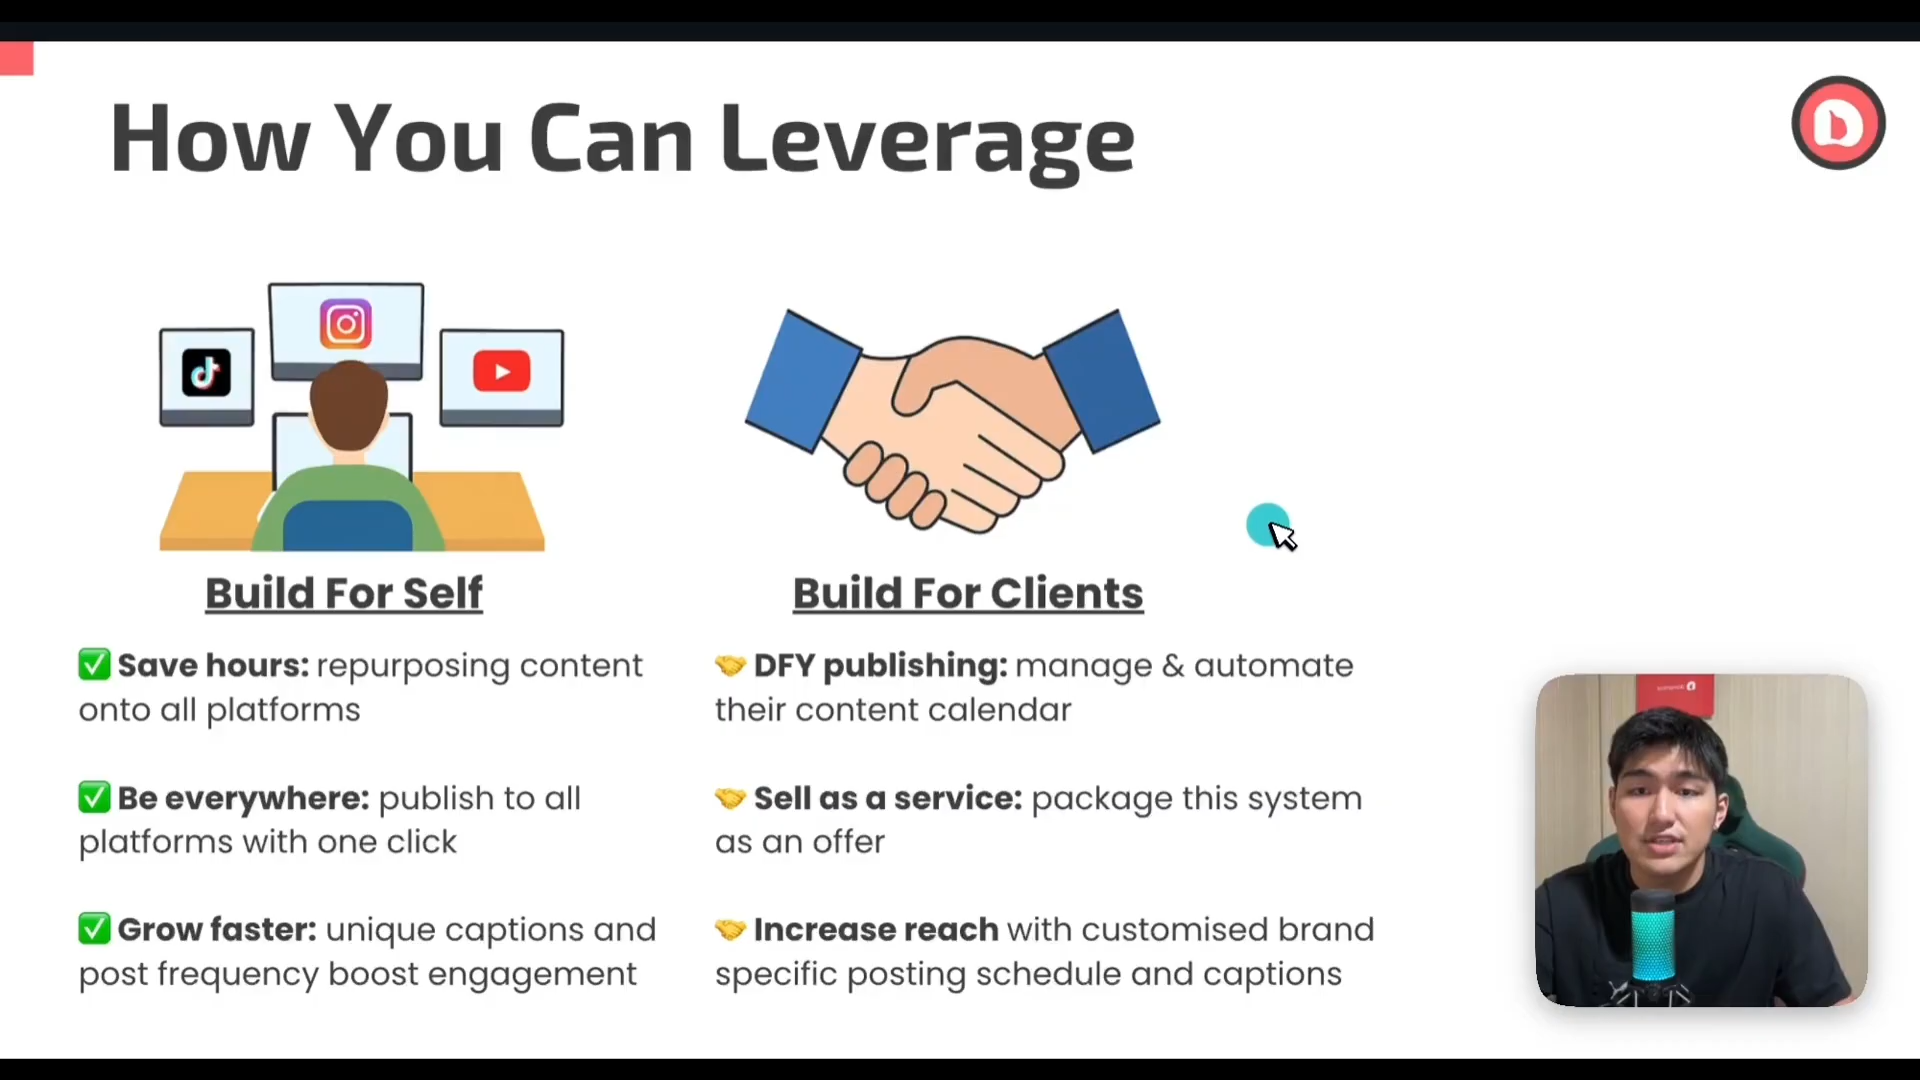 How You Can Leverage
Build For Self
✅ Save hours: repurposing content
onto all platforms
✅ Be everywhere: publish to all
platforms with one click
✅ Grow faster: unique captions and
post frequency boost engagement
Build For Clients
🤝 DFY publishing: manage & automate
their content calendar
🤝 Sell as a service: package this system
as an offer
🤝 Increase reach with customised brand
specific posting schedule and captions